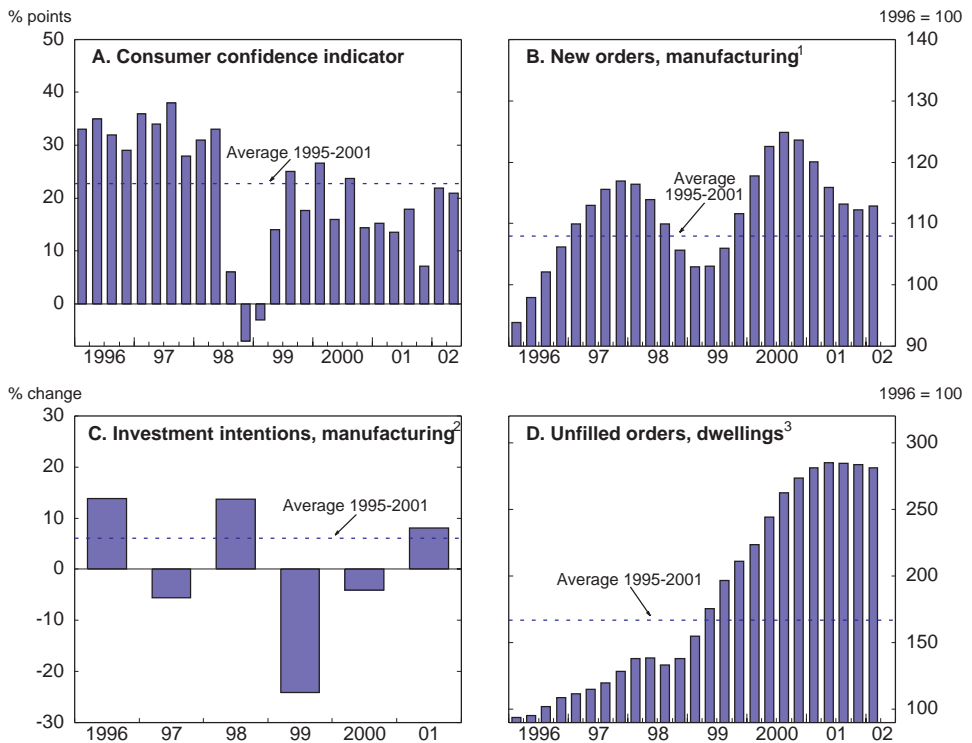 % points
1996 = 100
A. Consumer confidence indicator
50
40
30
20
10
0
Average 1995-2001
1996 97 98 99 2000 01 02
B. New orders, manufacturing1
140
130
120
110
100
90
Average
1995-2001
1996 97 98 99 2000 01 02
% change
1996 = 100
C. Investment intentions, manufacturing2
30
20
10
0
-10
-20
-30
Average 1995-2001
1996 97 98 99 2000 01
D. Unfilled orders, dwellings3
300
250
200
150
100
Average 1995-2001
1996 97 98 99 2000 01 02